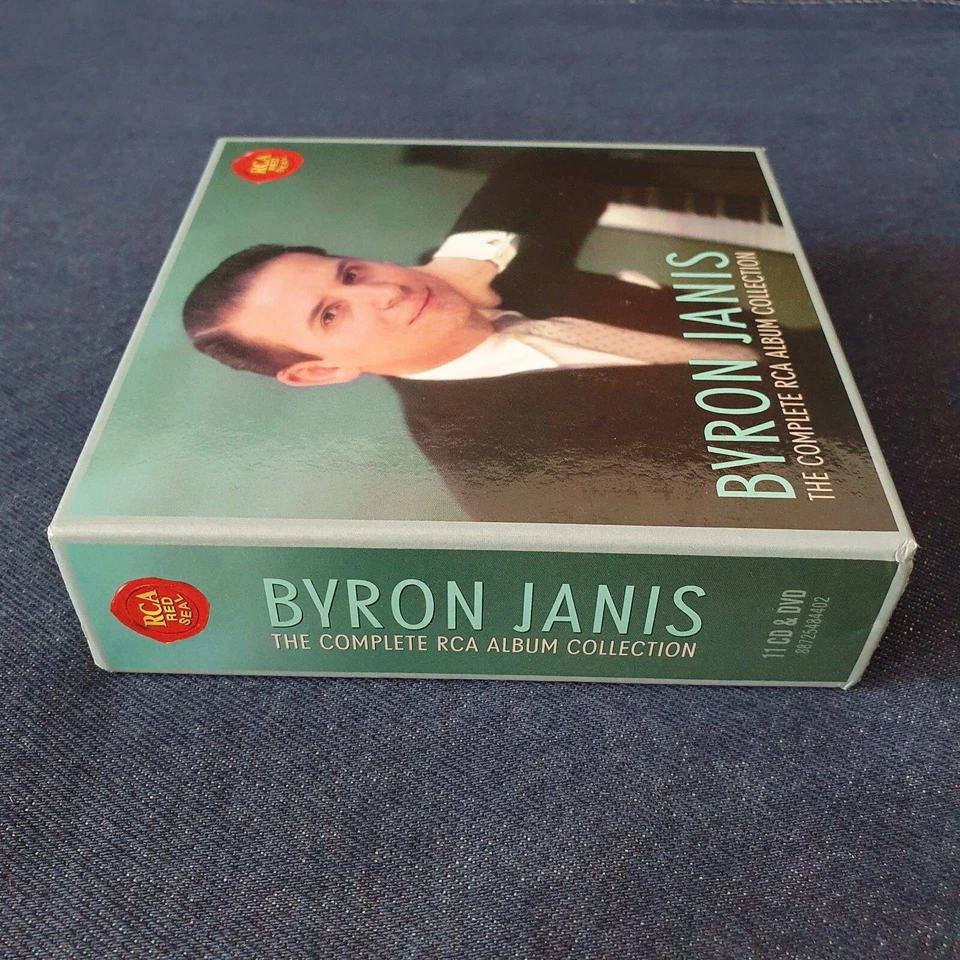 RCA
RED
SEAL
BYRON JANIS
THE COMPLETE RCA ALBUM COLLECTION
RCA
RED
SEAL
BYRON JANIS
THE COMPLETE RCA ALBUM COLLECTION
11 CD & DVD
88725484402